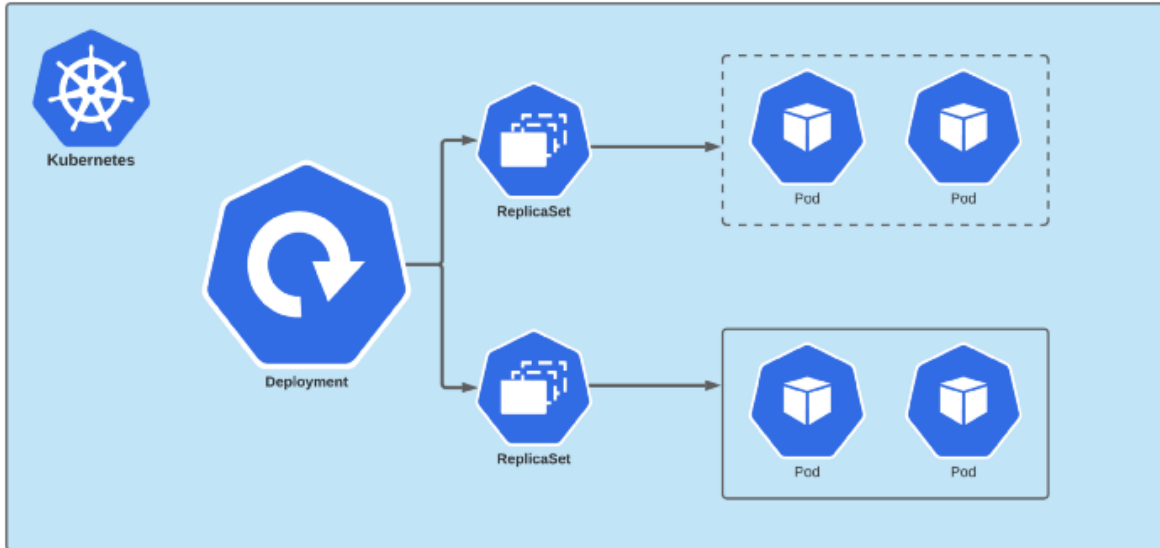 Kubernetes
Deployment
ReplicaSet
Pod
Pod
ReplicaSet
Pod
Pod